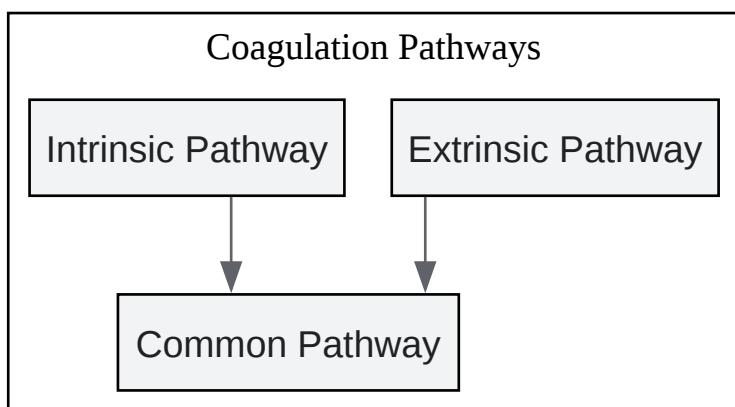 Coagulation Pathways
Intrinsic Pathway
Extrinsic Pathway
Common Pathway